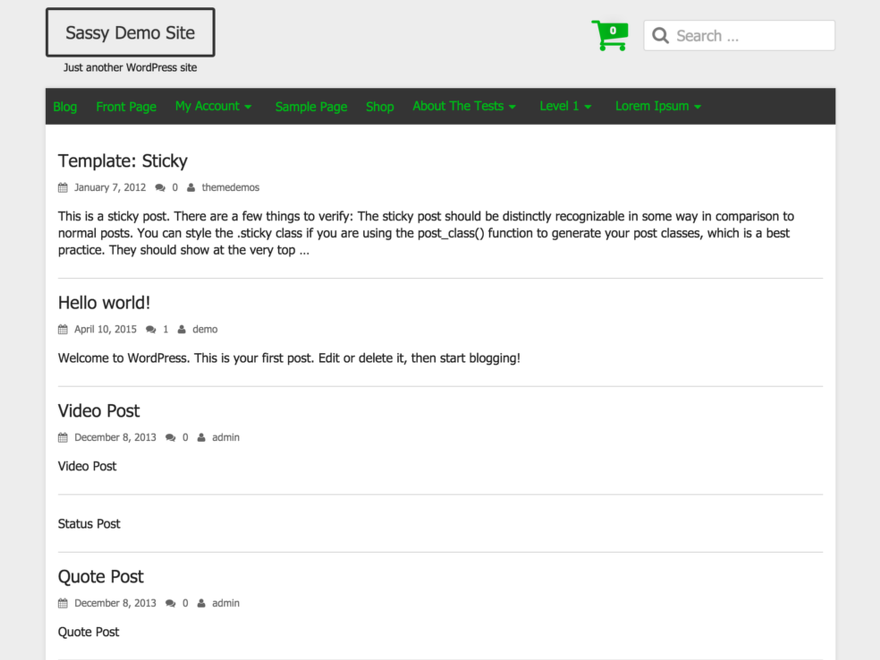 Sassy Demo Site
Just another WordPress site
0
Search ...
Blog Front Page My Account Sample Page Shop About The Tests Level 1 Lorem Ipsum
Template: Sticky
January 7, 2012 0 themedemos
This is a sticky post. There are a few things to verify: The sticky post should be distinctly recognizable in some way in comparison to
normal posts. You can style the .sticky class if you are using the post_class() function to generate your post classes, which is a best
practice. They should show at the very top ...
Hello world!
April 10, 2015 1 demo
Welcome to WordPress. This is your first post. Edit or delete it, then start blogging!
Video Post
December 8, 2013 0 admin
Video Post
Status Post
Quote Post
December 8, 2013 0 admin
Quote Post